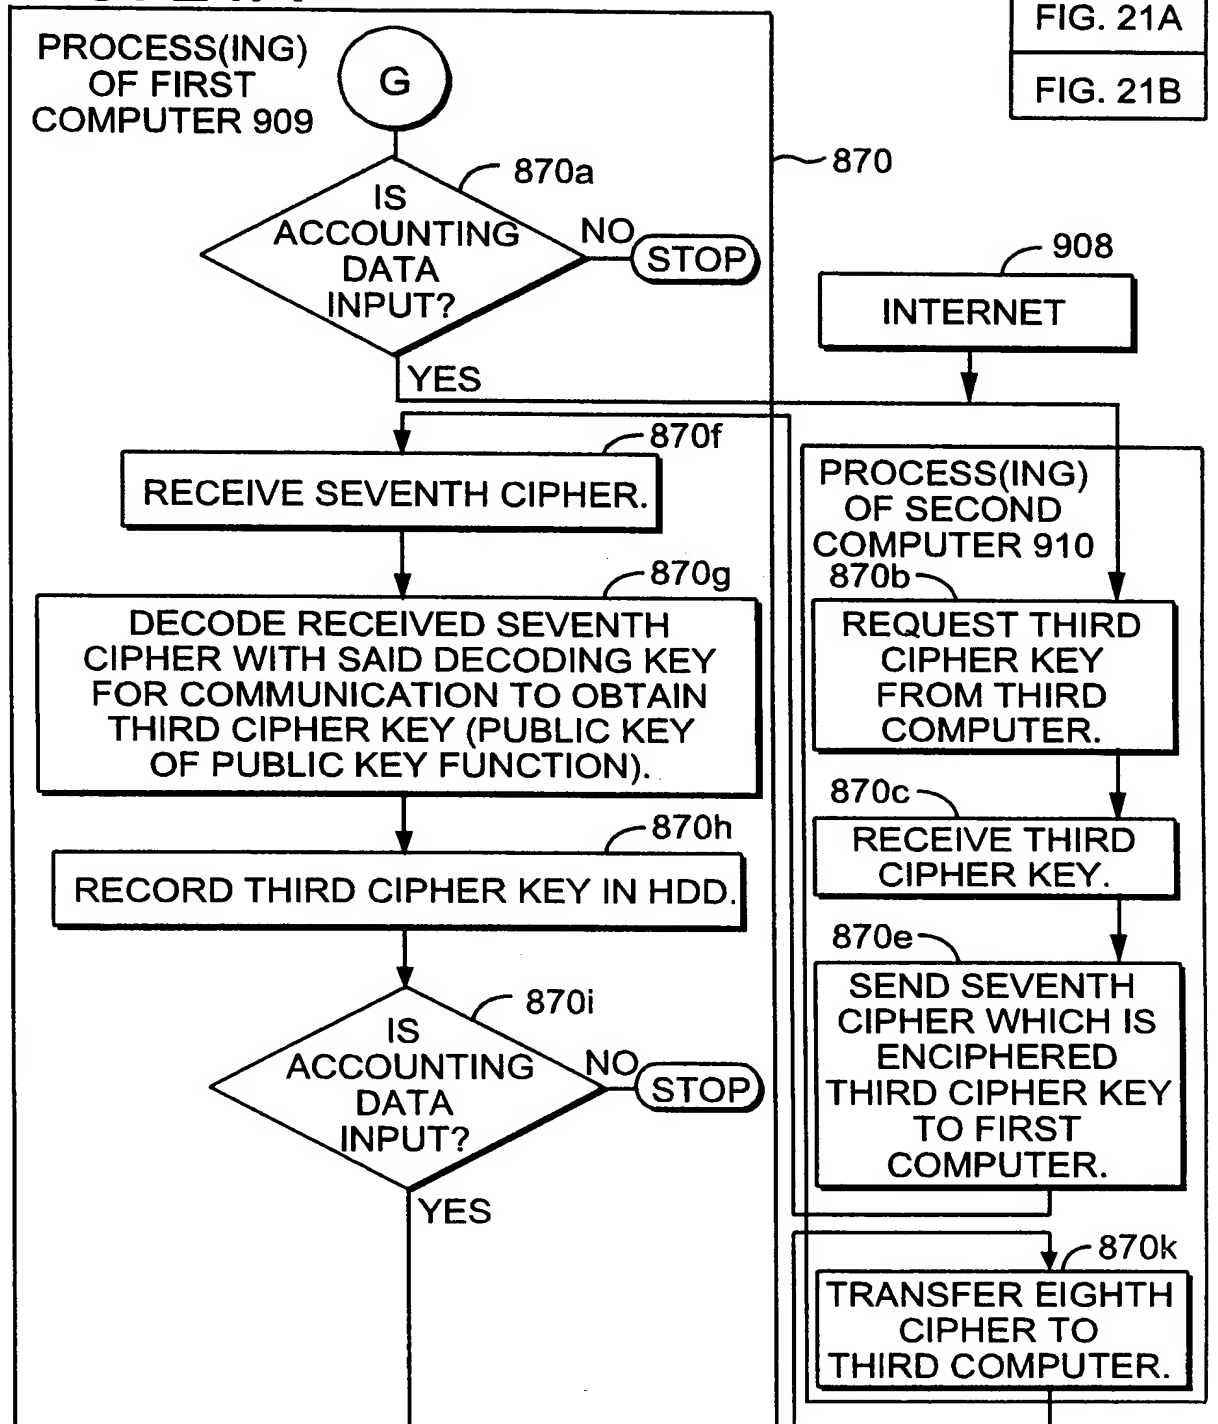 FIG. 21A
FIG. 21B
PROCESS(ING)
OF FIRST
COMPUTER 909
G
870
870a
IS
ACCOUNTING
DATA
INPUT?
NO
STOP
YES
908
INTERNET
870f
RECEIVE SEVENTH CIPHER.
870g
DECODE RECEIVED SEVENTH
CIPHER WITH SAID DECODING KEY
FOR COMMUNICATION TO OBTAIN
THIRD CIPHER KEY (PUBLIC KEY
OF PUBLIC KEY FUNCTION).
870h
RECORD THIRD CIPHER KEY IN HDD.
870i
IS
ACCOUNTING
DATA
INPUT?
NO
STOP
YES
PROCESS(ING)
OF SECOND
COMPUTER 910
870b
REQUEST THIRD
CIPHER KEY
FROM THIRD
COMPUTER.
870c
RECEIVE THIRD
CIPHER KEY.
870e
SEND SEVENTH
CIPHER WHICH IS
ENCIPHERED
THIRD CIPHER KEY
TO FIRST
COMPUTER.
870k
TRANSFER EIGHTH
CIPHER TO
THIRD COMPUTER.